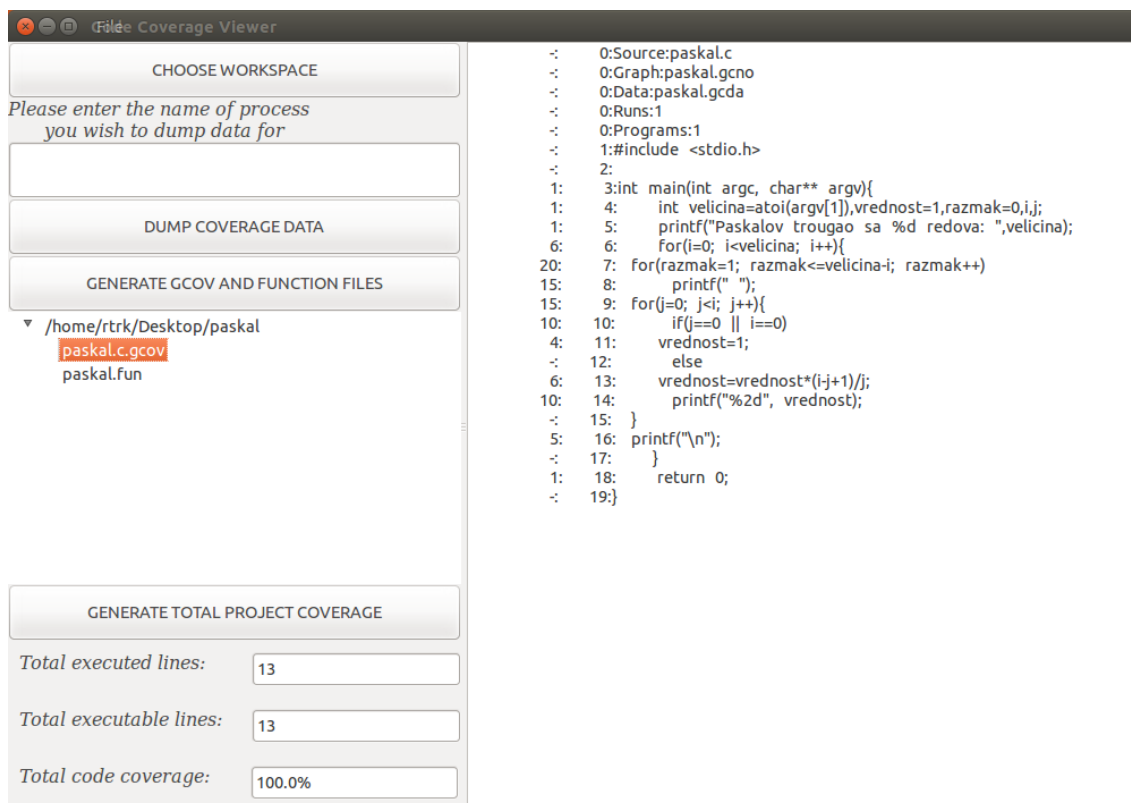 File
Code Coverage Viewer
CHOOSE WORKSPACE
Please enter the name of process
you wish to dump data for
DUMP COVERAGE DATA
GENERATE GCOV AND FUNCTION FILES
/home/rtrk/Desktop/paskal
paskal.c.gcov
paskal.fun
GENERATE TOTAL PROJECT COVERAGE
Total executed lines: 13
Total executable lines: 13
Total code coverage: 100.0%
-: 0:Source:paskal.c
-: 0:Graph:paskal.gcno
-: 0:Data:paskal.gcda
-: 0:Runs:1
-: 0:Programs:1
-: 1:#include <stdio.h>
-: 2:
1: 3:int main(int argc, char** argv){
1: 4: int velicina=atoi(argv[1]),vrednost=1,razmak=0,i,j;
1: 5: printf("Paskalov trougao sa %d redova: ",velicina);
6: 6: for(i=0; i<velicina; i++){
20: 7: for(razmak=1; razmak<=velicina-i; razmak++)
15: 8: printf(" ");
15: 9: for(j=0; j<i; j++){
10: 10: if(j==0 || i==0)
4: 11: vrednost=1;
-: 12: else
6: 13: vrednost=vrednost*(i-j+1)/j;
10: 14: printf("%2d", vrednost);
-: 15: }
5: 16: printf("\n");
-: 17: }
1: 18: return 0;
-: 19:}